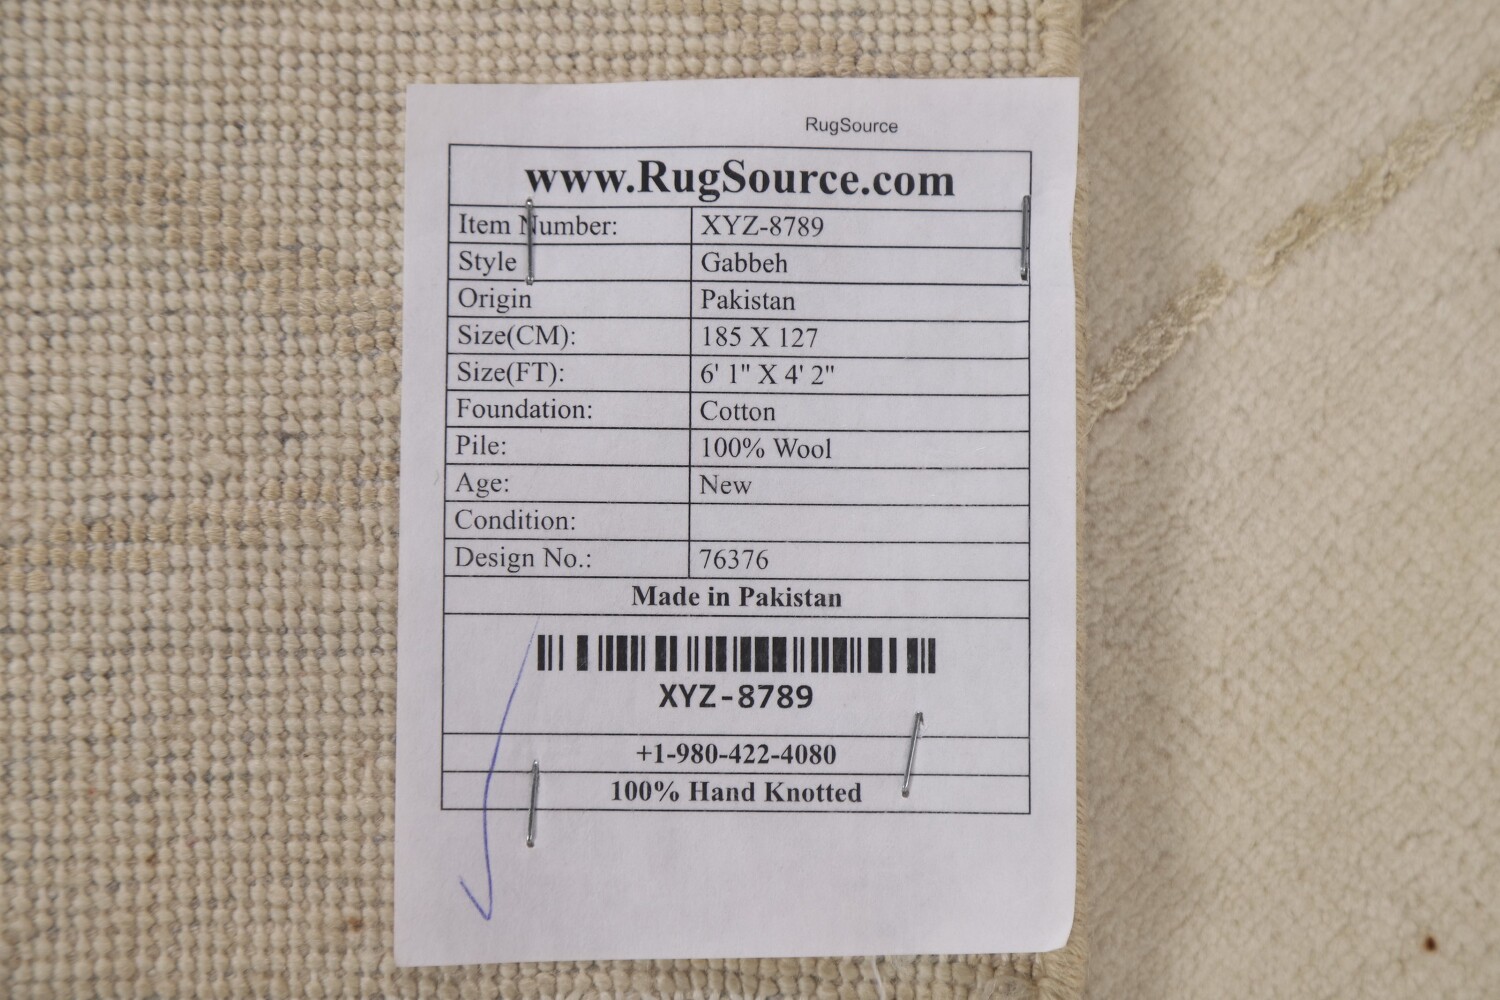 RugSource
www.RugSource.com
Item Number: XYZ-8789
Style Gabbeh
Origin Pakistan
Size(CM): 185 X 127
Size(FT): 6' 1" X 4' 2"
Foundation: Cotton
Pile: 100% Wool
Age: New
Condition:
Design No.: 76376
Made in Pakistan
XYZ-8789
+1-980-422-4080
100% Hand Knotted